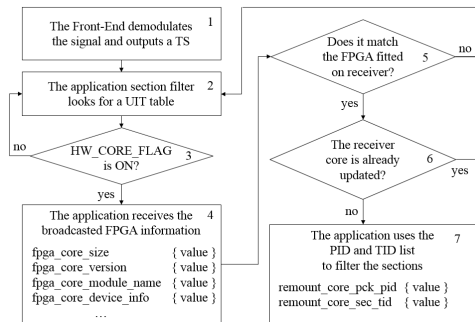 The Front-End demodulates 1
the signal and outputs a TS
The application section filter 2
looks for a UIT table
no
HW_CORE_FLAG 3
is ON?
yes
The application receives the 4
broadcasted FPGA information
fpga_core_size { value }
fpga_core_version { value }
fpga_core_module_name { value }
fpga_core_device_info { value }
...
Does it match
the FPGA fitted 5
on receiver?
no
yes
The receiver
core is already 6
updated?
yes
no
The application uses the 7
PID and TID list
to filter the sections
remount_core_pck_pid { value }
remount_core_sec_tid { value }